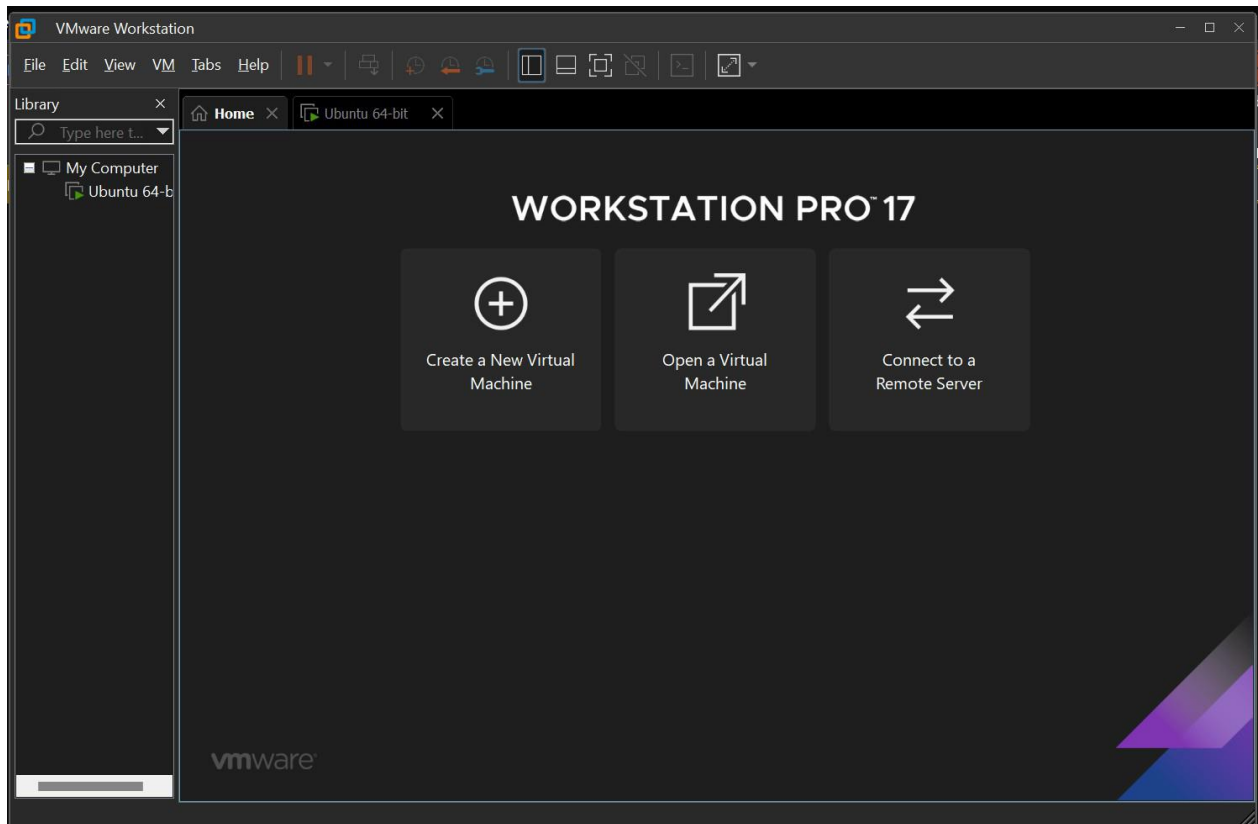 VMware Workstation
File Edit View VM Tabs Help
Library
Type here t...
My Computer
Ubuntu 64-b
Home
Ubuntu 64-bit
WORKSTATION PRO™ 17
Create a New Virtual
Machine
Open a Virtual
Machine
Connect to a
Remote Server
vmware